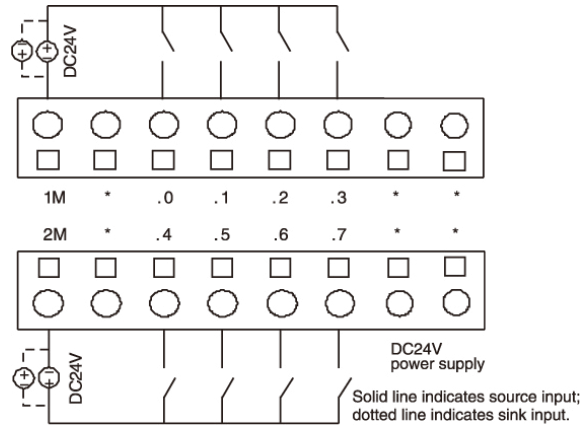 DC24V
1M * .0 .1 .2 .3 * *
2M * .4 .5 .6 .7 * *
DC24V
DC24V
power supply
Solid line indicates source input;
dotted line indicates sink input.